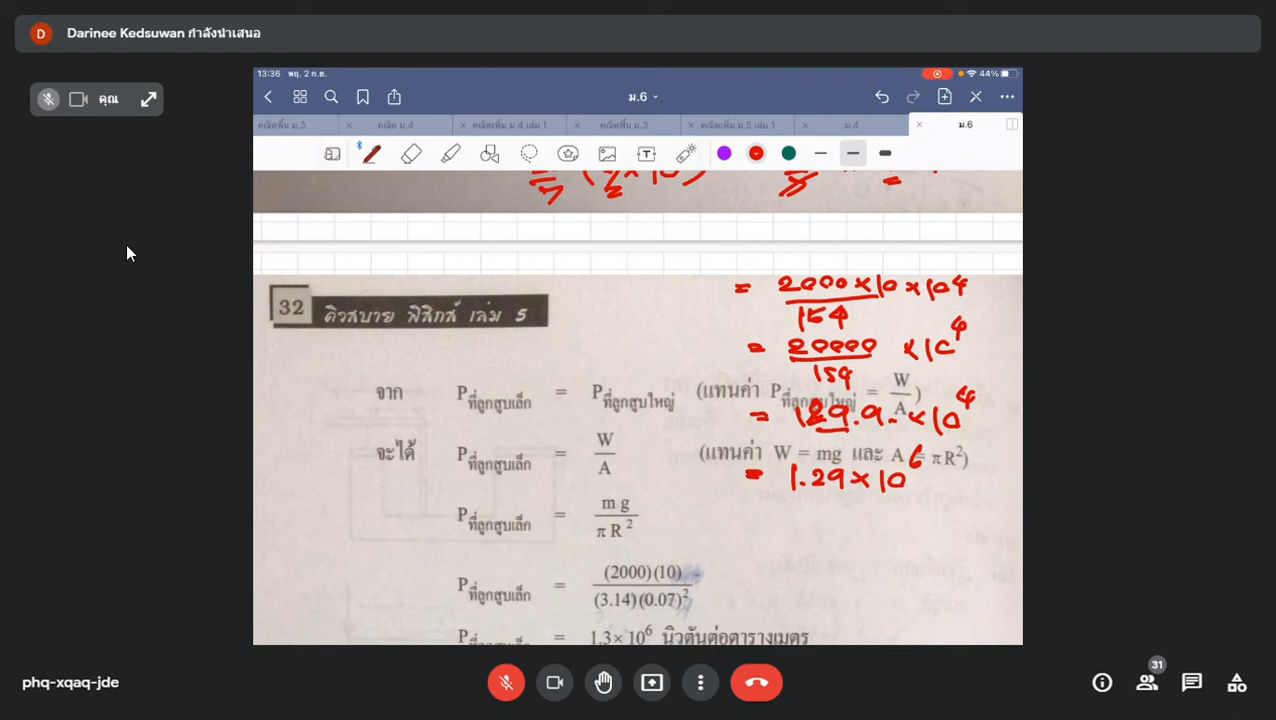 D Darinee Kedsuwan กำลังนำเสนอ
คุณ
13:36 พฤ. 2 ก.ย.
44%
ม.6
คณิตพื้น ม.3
คณิต ม.4
คณิตเพิ่ม ม.4 เล่ม 1
คณิตพื้น ม.3
คณิตเพิ่ม ม.5 เล่ม 1
ม.4
ม.6
= 2000×10×10⁴ / 154
= 20000 / 154 ×10⁴
= 129.9.. ×10⁴
= 1.29×10⁶
32 ติวสบาย ฟิสิกส์ เล่ม 5
จาก P ที่ลูกสูบเล็ก = P ที่ลูกสูบใหญ่ (แทนค่า P ที่ลูกสูบใหญ่ = W/A)
จะได้ P ที่ลูกสูบเล็ก = W/A (แทนค่า W = mg และ A = πR²)
P ที่ลูกสูบเล็ก = m g / π R²
P ที่ลูกสูบเล็ก = (2000)(10) / (3.14)(0.07)²
P ที่ลูกสูบเล็ก = 1.3× 10⁶ นิวตันต่อตารางเมตร
phq-xqaq-jde
31